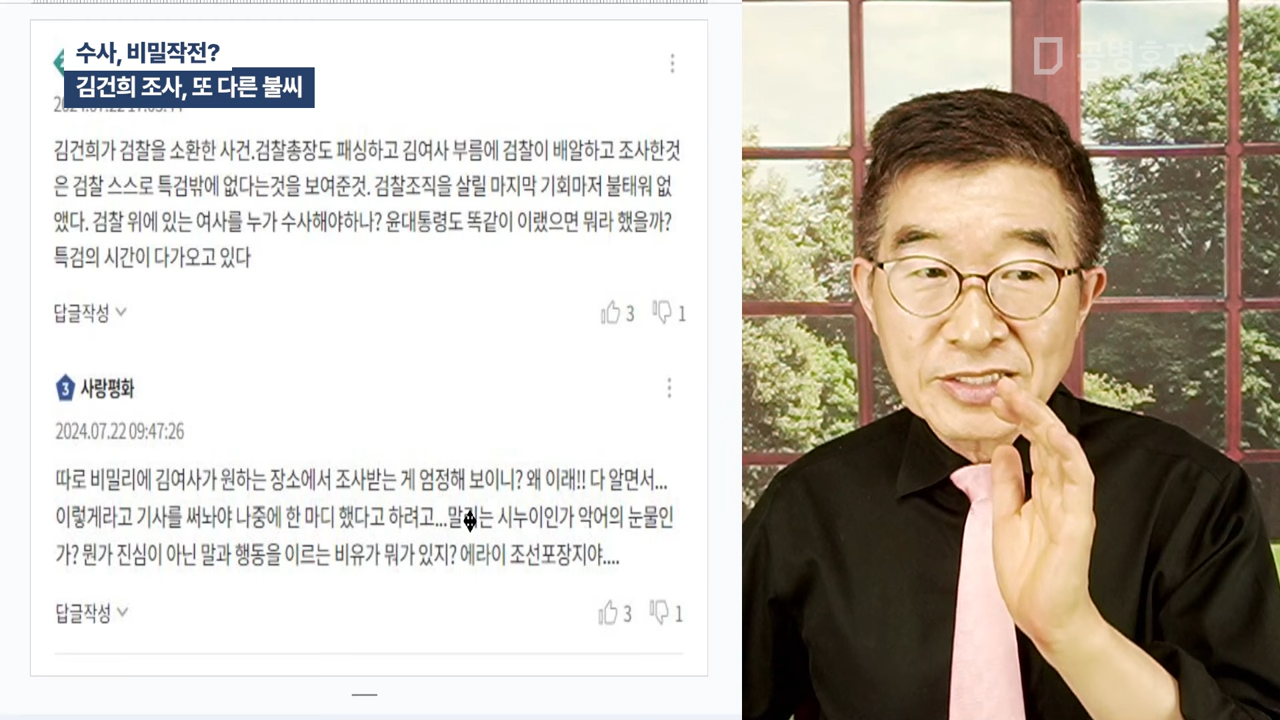 수사, 비밀작전?
김건희 조사, 또 다른 불씨
김건희가 검찰을 소환한 사건.검찰총장도 패싱하고 김여사 부름에 검찰이 배알하고 조사한것
은 검찰 스스로 특검밖에 없다는것을 보여준것. 검찰조직을 살릴 마지막 기회마저 불태워 없
앴다. 검찰 위에 있는 여사를 누가 수사해야하나? 윤대통령도 똑같이 이랬으면 뭐라 했을까?
특검의 시간이 다가오고 있다
답글작성
3
1
3 사랑평화
2024.07.22 09:47:26
따로 비밀리에 김여사가 원하는 장소에서 조사받는 게 엄정해 보이니? 왜 이래!! 다 알면서...
이렇게라고 기사를 써놔야 나중에 한 마디 했다고 하려고... 시누이인가 악어의 눈물인
가? 뭔가 진심이 아닌 말과 행동을 이르는 비유가 뭐가 있지? 에라이 조선포장지야....
답글작성
3
1